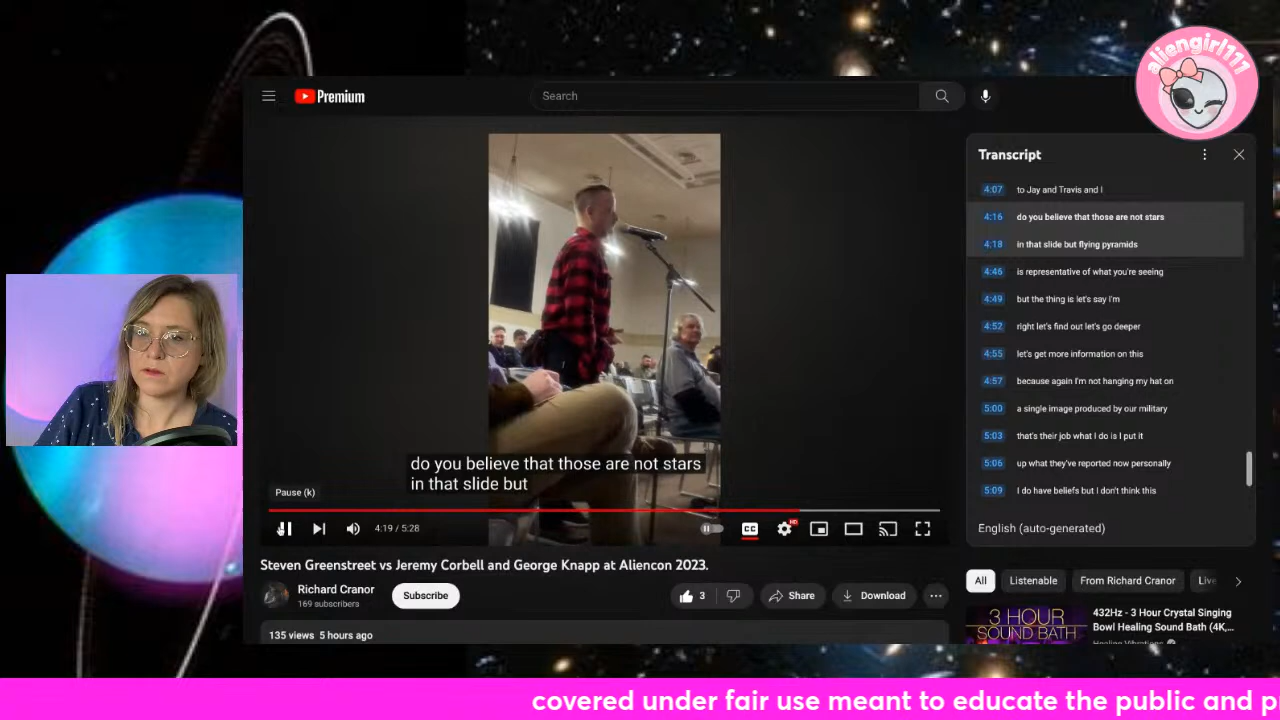 aliengirl111
Premium
Search
Transcript
4:07 to Jay and Travis and I
4:16 do you believe that those are not stars
4:18 in that slide but flying pyramids
4:46 is representative of what you're seeing
4:49 but the thing is let's say I'm
4:52 right let's find out let's go deeper
4:55 let's get more information on this
4:57 because again I'm not hanging my hat on
5:00 a single image produced by our military
5:03 that's their job what I do is I put it
5:06 up what they've reported now personally
5:09 I do have beliefs but I don't think this
English (auto-generated)
do you believe that those are not stars
in that slide but
Pause (k)
4:19 / 5:28
CC
HD
Steven Greenstreet vs Jeremy Corbell and George Knapp at Aliencon 2023.
Richard Cranor
169 subscribers
Subscribe
3
Share
Download
135 views 5 hours ago
All
Listenable
From Richard Cranor
Live
3 HOUR
SOUND BATH
432Hz - 3 Hour Crystal Singing
Bowl Healing Sound Bath (4K,...
Healing Vibrations
covered under fair use meant to educate the public and p